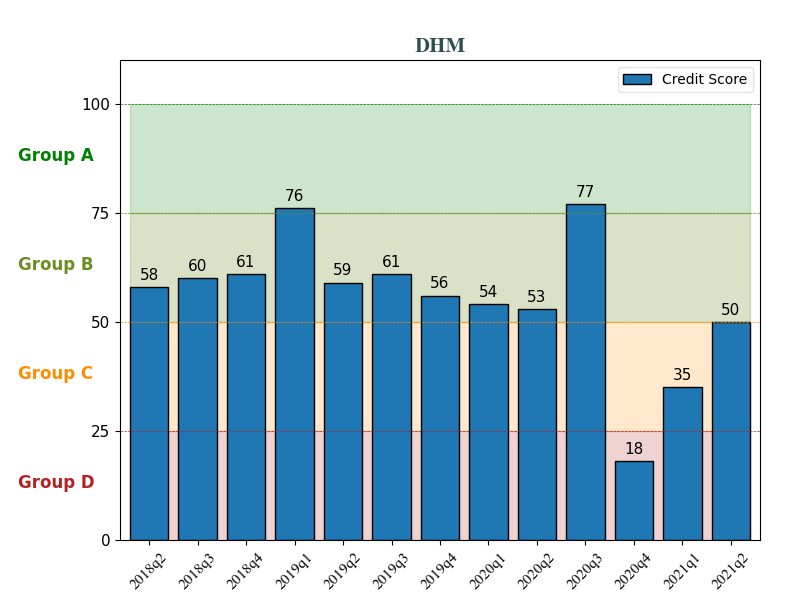 DHM
Credit Score
100
Group A
76
77
75
Group B
58
60
61
59
61
56
54
53
50
50
Group C
35
25
18
Group D
0
2018q2
2018q3
2018q4
2019q1
2019q2
2019q3
2019q4
2020q1
2020q2
2020q3
2020q4
2021q1
2021q2